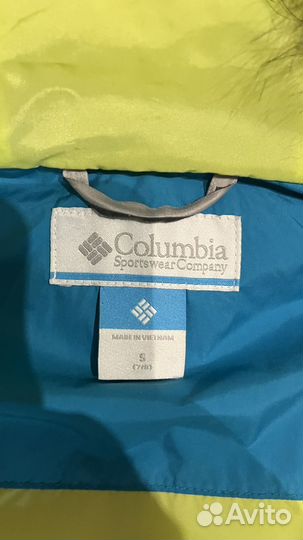 Columbia
Sportswear Company
MADE IN VIETNAM
S
(7/8)
Avito